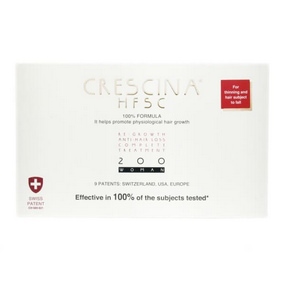 CRESCINA
HFSC
100% FORMULA
It helps promote physiological hair growth
For
thinning and
hair subject
to fall
RE-GROWTH
ANTI-HAIR LOSS
COMPLETE
TREATMENT
200
WOMAN
9 PATENTS: SWITZERLAND, USA, EUROPE
Effective in 100% of the subjects tested*
SWISS
PATENT